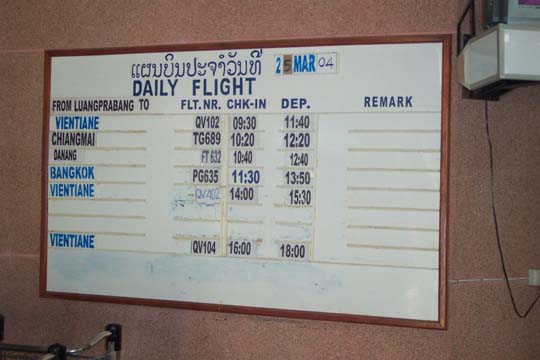 ແຜນບິນປະຈຳວັນທີ່ 25 MAR 04
DAILY FLIGHT
FROM LUANGPRABANG TO FLT.NR. CHK-IN DEP. REMARK
VIENTIANE QV102 09:30 11:40
CHIANGMAI TG689 10:20 12:20
DANANG FT632 10:40 12:40
BANGKOK PG635 11:30 13:50
VIENTIANE QV402 14:00 15:30
VIENTIANE QV104 16:00 18:00